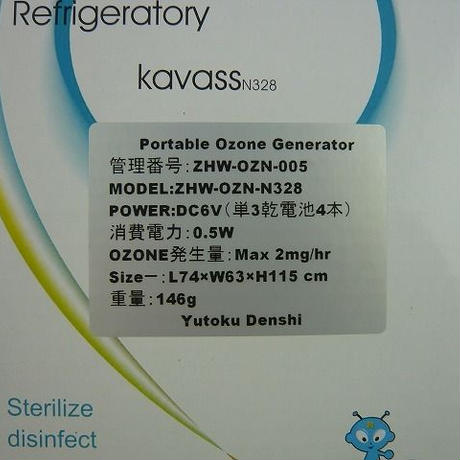 Refrigeratory
kavass N328
Portable Ozone Generator
管理番号:ZHW-OZN-005
MODEL:ZHW-OZN-N328
POWER:DC6V(単3乾電池4本)
消費電力:0.5W
OZONE発生量:Max 2mg/hr
Sizeー:L74×W63×H115 cm
重量:146g
Yutoku Denshi
Sterilize
disinfect